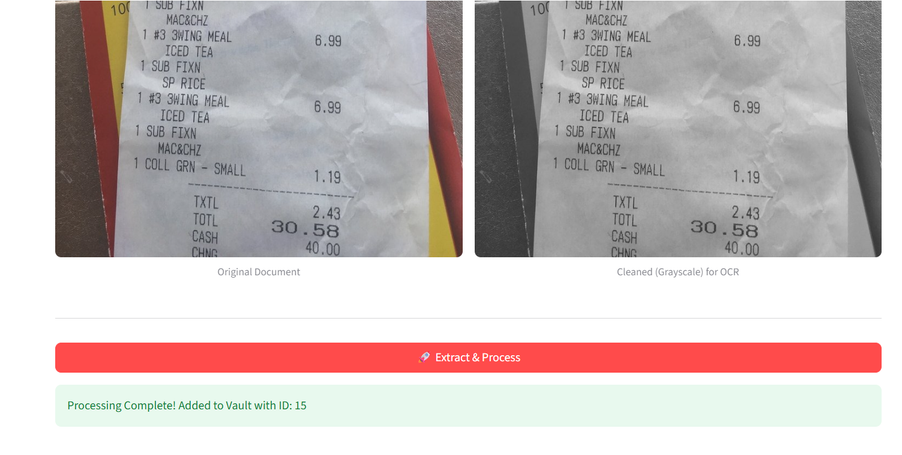 100
1 SUB FIXN
MAC&CHZ
1 #3 3WING MEAL 6.99
ICED TEA
1 SUB FIXN
SP RICE
1 #3 3WING MEAL 6.99
ICED TEA
1 SUB FIXN
MAC&CHZ
1 COLL GRN - SMALL 1.19
TXTL 2.43
TOTL 30.58
CASH 40.00
CHNG
Original Document
100
1 SUB FIXN
MAC&CHZ
1 #3 3WING MEAL 6.99
ICED TEA
1 SUB FIXN
SP RICE
1 #3 3WING MEAL 6.99
ICED TEA
1 SUB FIXN
MAC&CHZ
1 COLL GRN - SMALL 1.19
TXTL 2.43
TOTL 30.58
CASH 40.00
CHNG
Cleaned (Grayscale) for OCR
🚀 Extract & Process
Processing Complete! Added to Vault with ID: 15